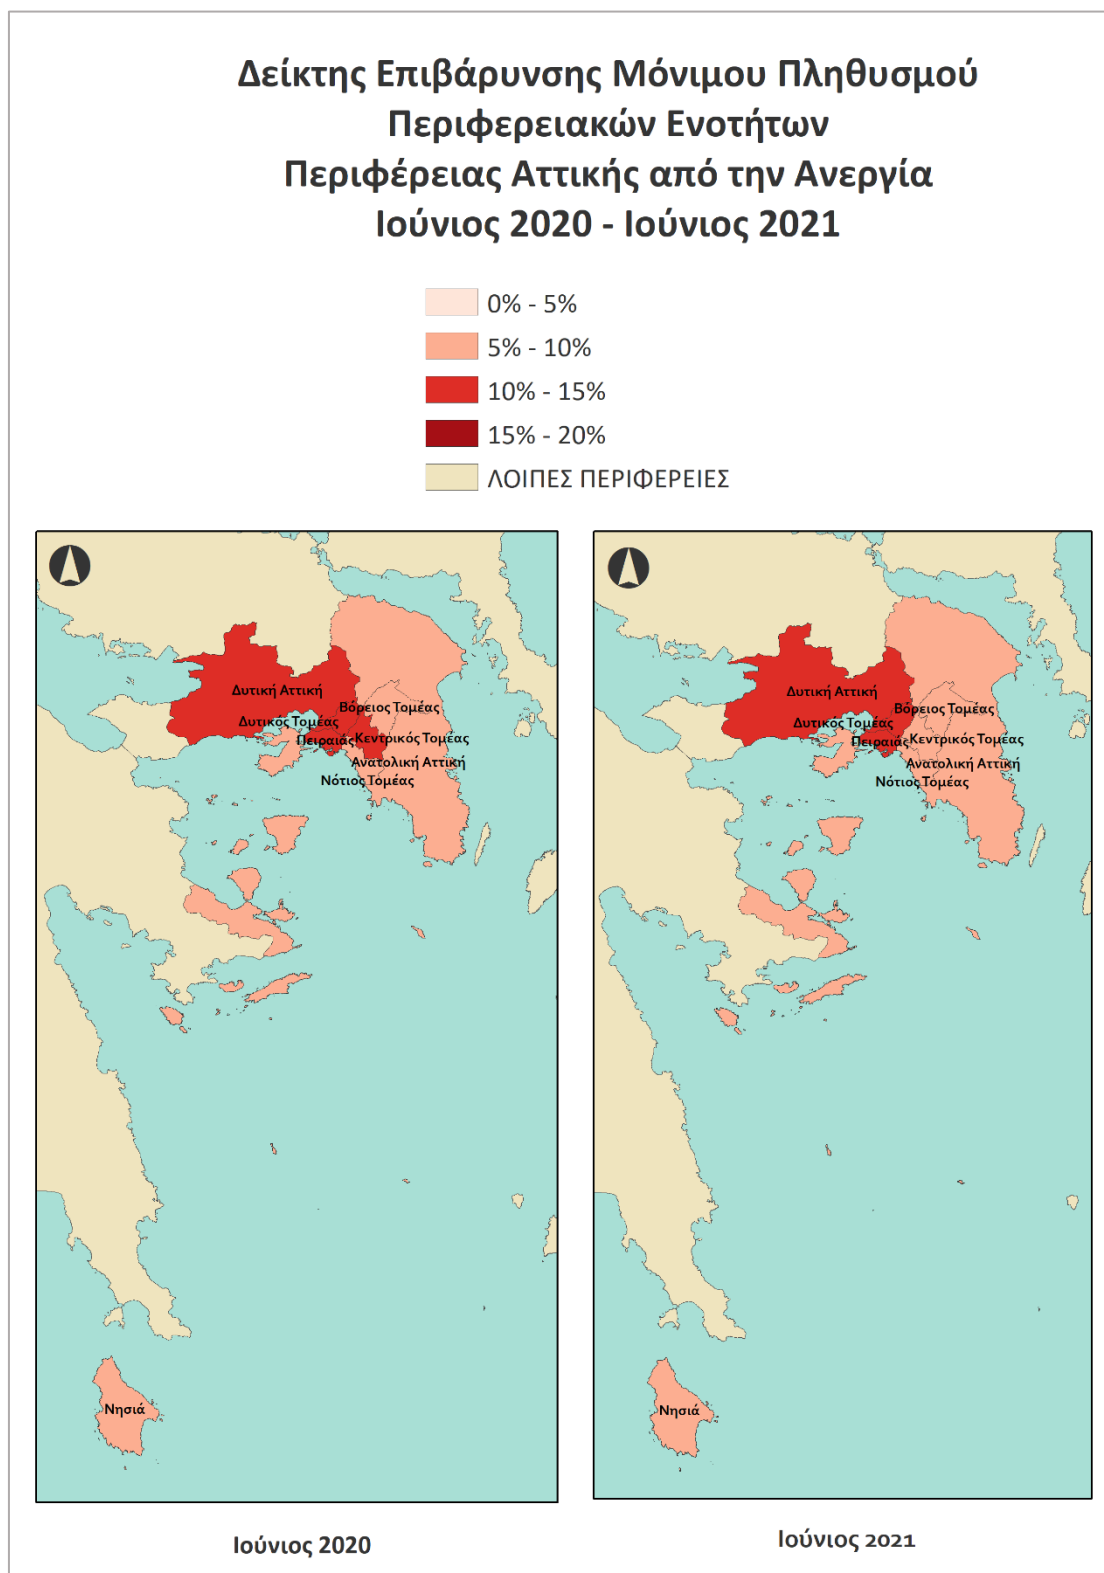 Δείκτης Επιβάρυνσης Μόνιμου Πληθυσμού
Περιφερειακών Ενοτήτων
Περιφέρειας Αττικής από την Ανεργία
Ιούνιος 2020 - Ιούνιος 2021
0% - 5%
5% - 10%
10% - 15%
15% - 20%
ΛΟΙΠΕΣ ΠΕΡΙΦΕΡΕΙΕΣ
Δυτική Αττική
Βόρειος Τομέας
Δυτικός Τομέας
Πειραιάς
Κεντρικός Τομέας
Ανατολική Αττική
Νότιος Τομέας
Νησιά
Ιούνιος 2020
Δυτική Αττική
Βόρειος Τομέας
Δυτικός Τομέας
Πειραιάς
Κεντρικός Τομέας
Ανατολική Αττική
Νότιος Τομέας
Νησιά
Ιούνιος 2021